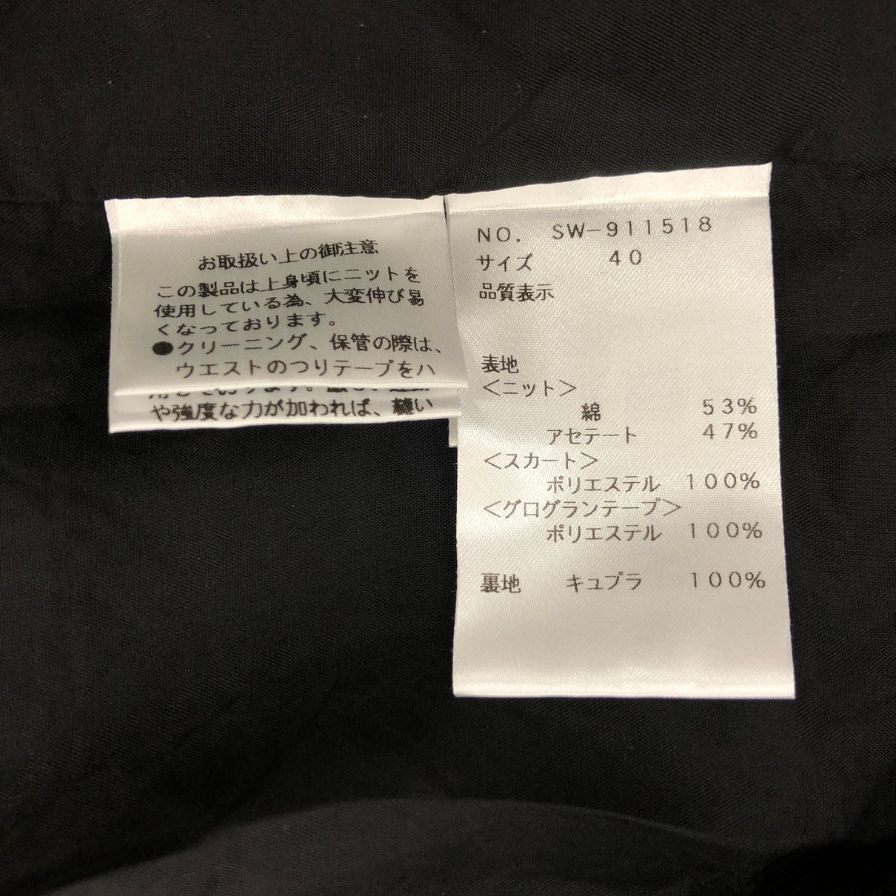 お取扱い上の御注意
この製品は上身頃にニットを
使用している為、大変伸び易
くなっております。
●クリーニング、保管の際は、
ウエストのつりテープをハ
や強度な力が加われば、縫い
NO. SW-911518
サイズ 40
品質表示
表地
<ニット>
綿 53%
アセテート 47%
<スカート>
ポリエステル 100%
<グログランテープ>
ポリエステル 100%
裏地 キュプラ 100%